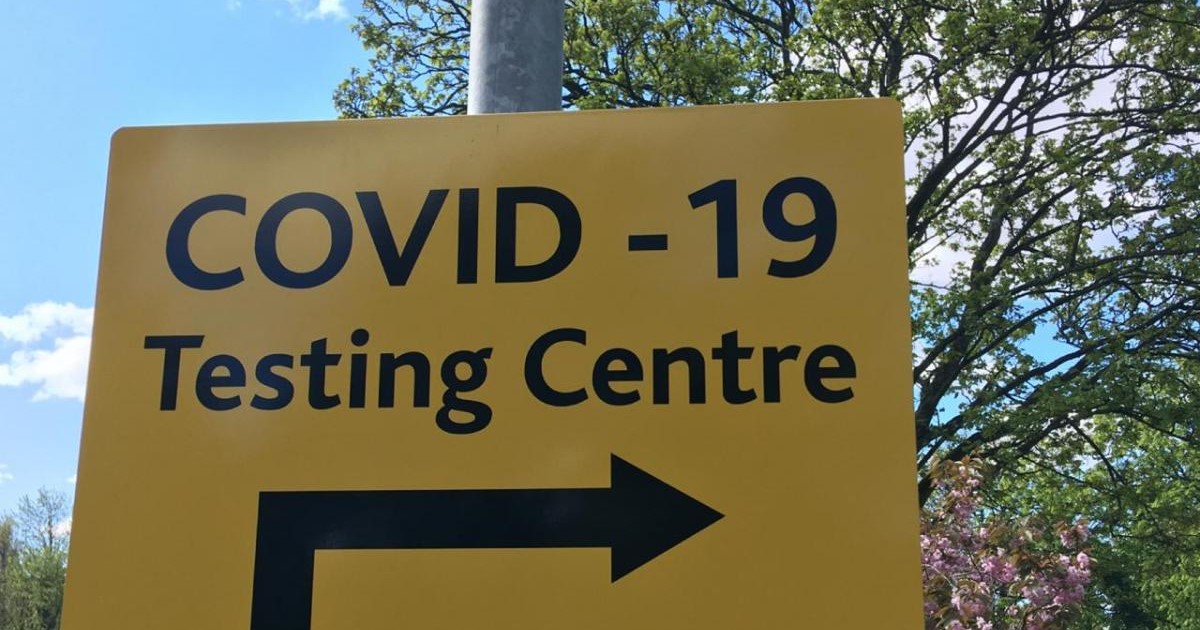 COVID -19
Testing Centre